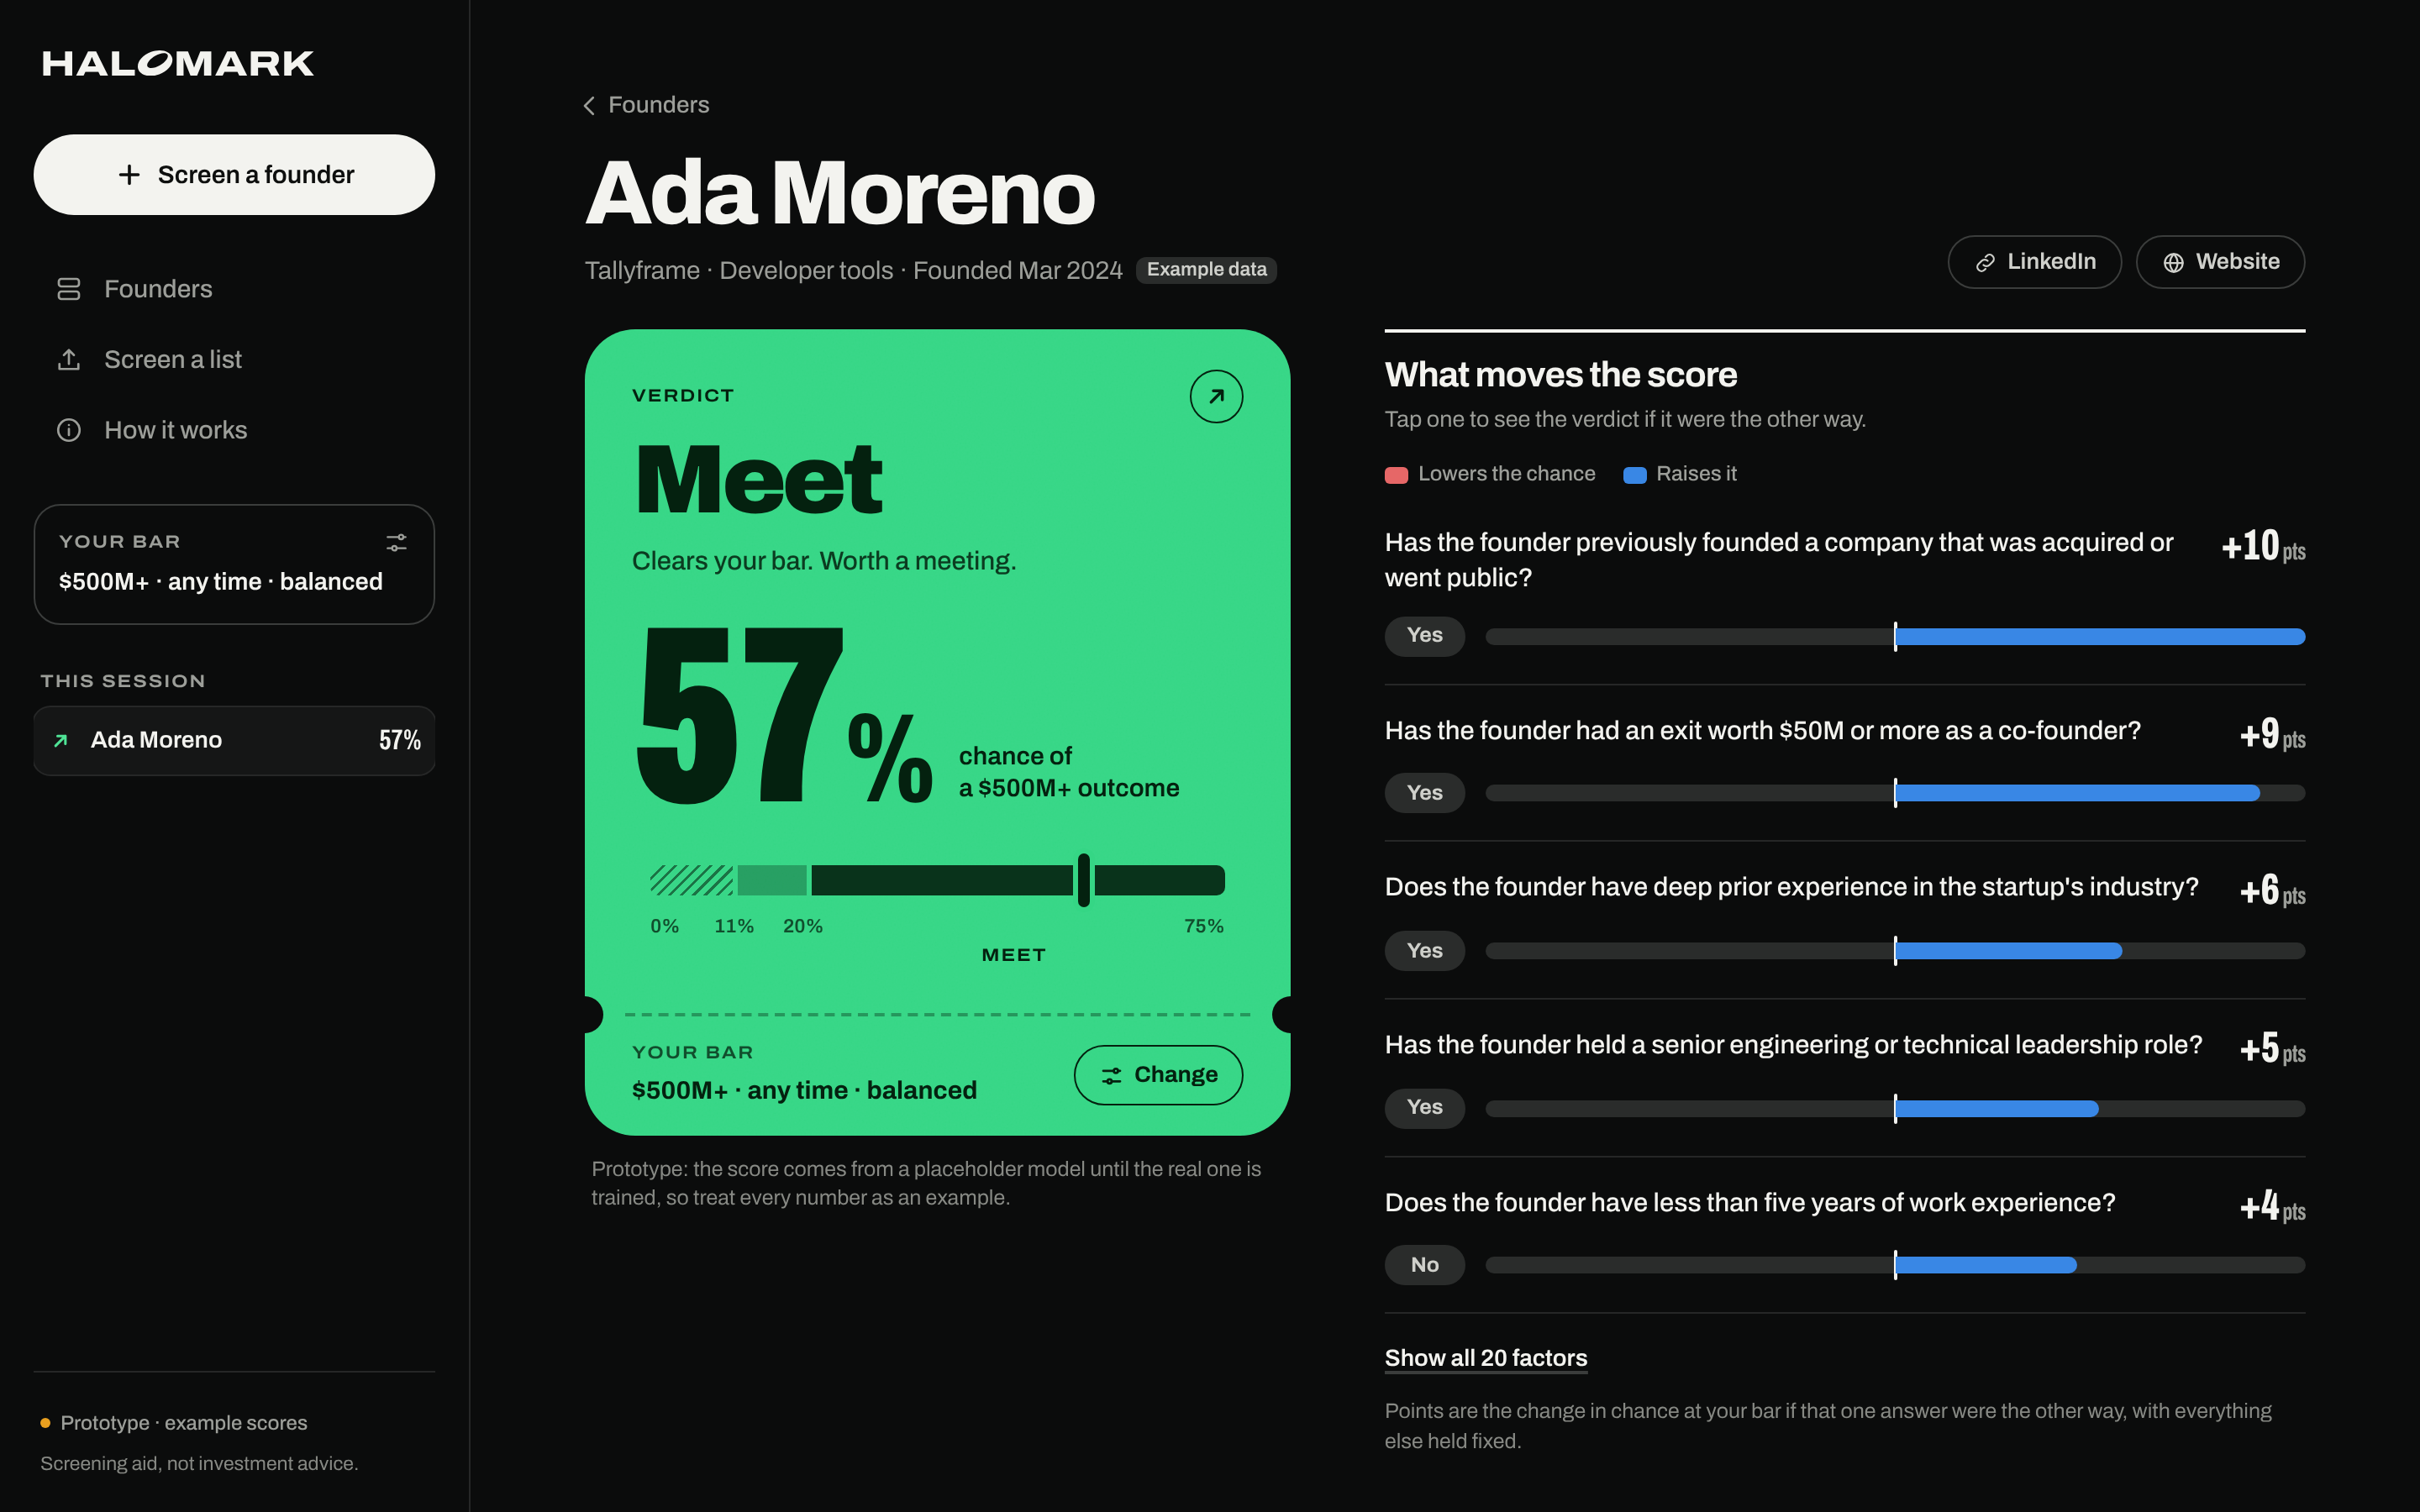 HALOMARK
Screen a founder
Founders
Screen a list
How it works
YOUR BAR
$500M+ · any time · balanced
THIS SESSION
Ada Moreno 57%
Prototype · example scores
Screening aid, not investment advice.
Founders
Ada Moreno
Tallyframe · Developer tools · Founded Mar 2024 Example data
LinkedIn Website
VERDICT
Meet
Clears your bar. Worth a meeting.
57%
chance of
a $500M+ outcome
0% 11% 20% 75%
MEET
YOUR BAR
$500M+ · any time · balanced
Change
Prototype: the score comes from a placeholder model until the real one is
trained, so treat every number as an example.
What moves the score
Tap one to see the verdict if it were the other way.
Lowers the chance Raises it
Has the founder previously founded a company that was acquired or
went public?
+10 pts
Yes
Has the founder had an exit worth $50M or more as a co-founder? +9 pts
Yes
Does the founder have deep prior experience in the startup's industry? +6 pts
Yes
Has the founder held a senior engineering or technical leadership role? +5 pts
Yes
Does the founder have less than five years of work experience? +4 pts
No
Show all 20 factors
Points are the change in chance at your bar if that one answer were the other way, with everything
else held fixed.